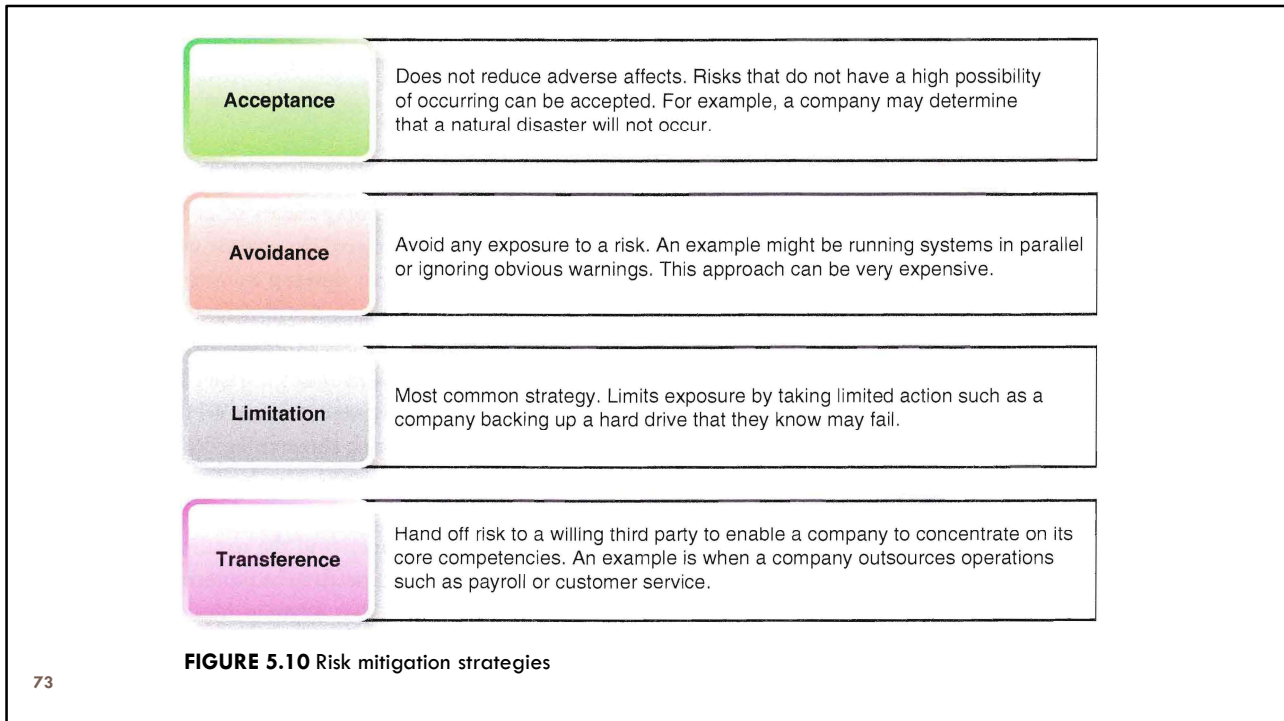 Acceptance
Does not reduce adverse affects. Risks that do not have a high possibility
of occurring can be accepted. For example, a company may determine
that a natural disaster will not occur.
Avoidance
Avoid any exposure to a risk. An example might be running systems in parallel
or ignoring obvious warnings. This approach can be very expensive.
Limitation
Most common strategy. Limits exposure by taking limited action such as a
company backing up a hard drive that they know may fail.
Transference
Hand off risk to a willing third party to enable a company to concentrate on its
core competencies. An example is when a company outsources operations
such as payroll or customer service.
FIGURE 5.10 Risk mitigation strategies
73